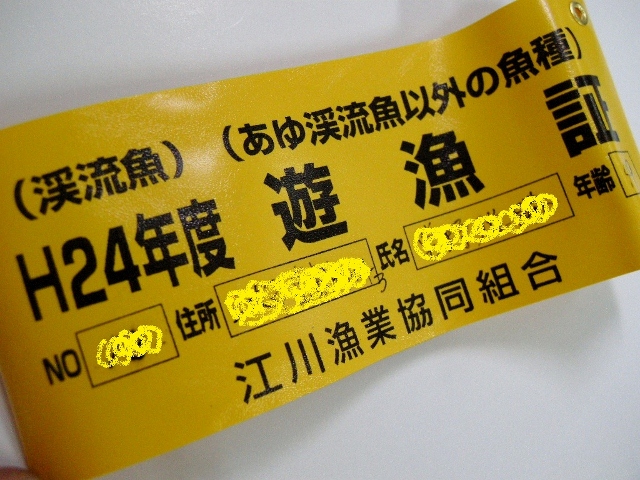 (渓流魚) (あゆ渓流魚以外の魚種)
H24年度 遊漁証
NO 住所 氏名 年齢
江川漁業協同組合